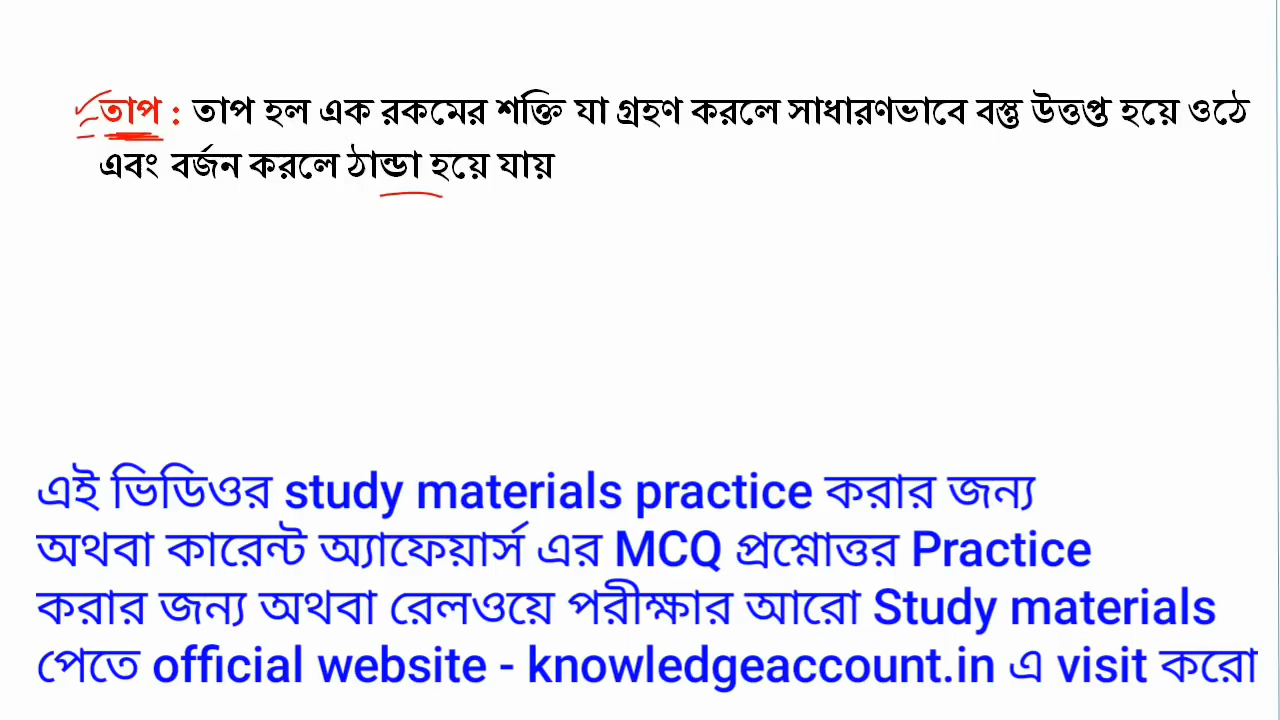 তাপ : তাপ হল এক রকমের শক্তি যা গ্রহণ করলে সাধারণভাবে বস্তু উত্তপ্ত হয়ে ওঠে
এবং বর্জন করলে ঠান্ডা হয়ে যায়
এই ভিডিওর study materials practice করার জন্য
অথবা কারেন্ট অ্যাফেয়ার্স এর MCQ প্রশ্নোত্তর Practice
করার জন্য অথবা রেলওয়ে পরীক্ষার আরো Study materials
পেতে official website - knowledgeaccount.in এ visit করো